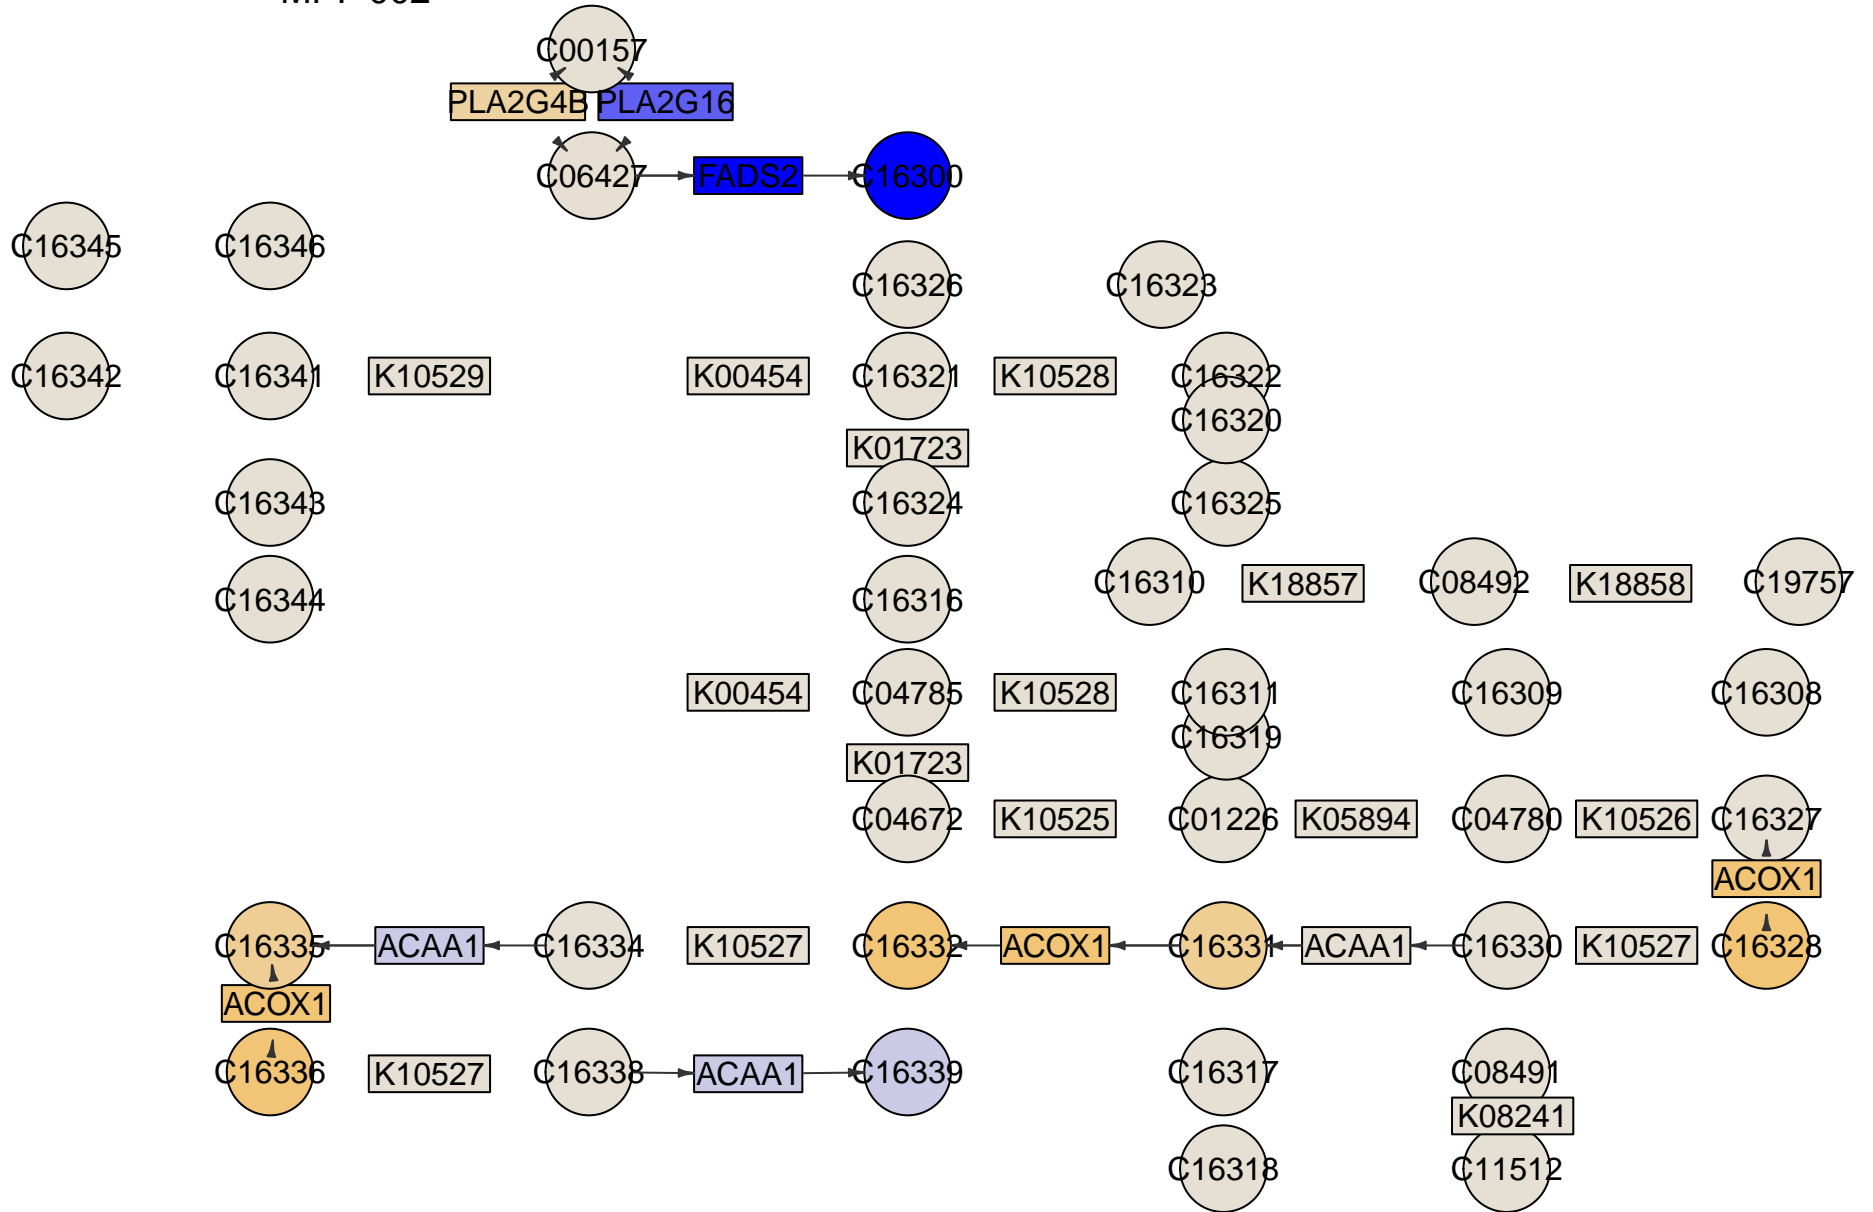 C00157
PLA2G4B PLA2G16
C06427 FADS2 C16300
C16345 C16346
C16326 C16323
C16342 C16341 K10529 K00454 C16321 K10528 C16322
C16320
K01723
C16343 C16324 C16325
C16310 K18857 C08492 K18858 C19757
C16344 C16316
K00454 C04785 K10528 C16311 C16309 C16308
C16319
K01723
C04672 K10525 C01226 K05894 C04780 K10526 C16327
ACOX1
C16335 ACAA1 C16334 K10527 C16332 ACOX1 C16331 ACAA1 C16330 K10527 C16328
ACOX1
C16336 K10527 C16338 ACAA1 C16339 C16317 C08491
K08241
C16318 C11512